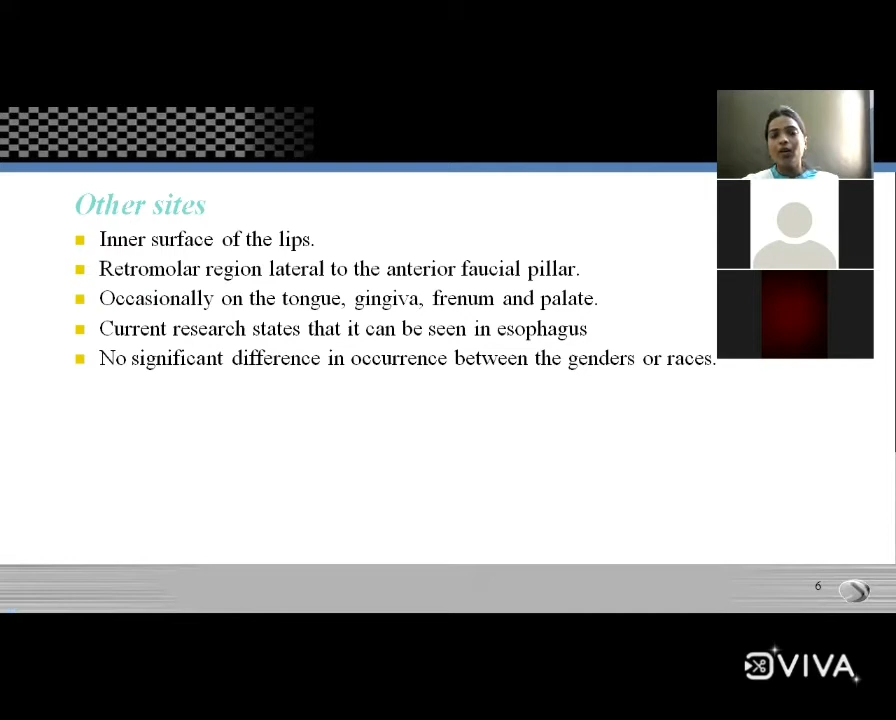 Other sites
Inner surface of the lips.
Retromolar region lateral to the anterior faucial pillar.
Occasionally on the tongue, gingiva, frenum and palate.
Current research states that it can be seen in esophagus
No significant difference in occurrence between the genders or races.
6
VIVA